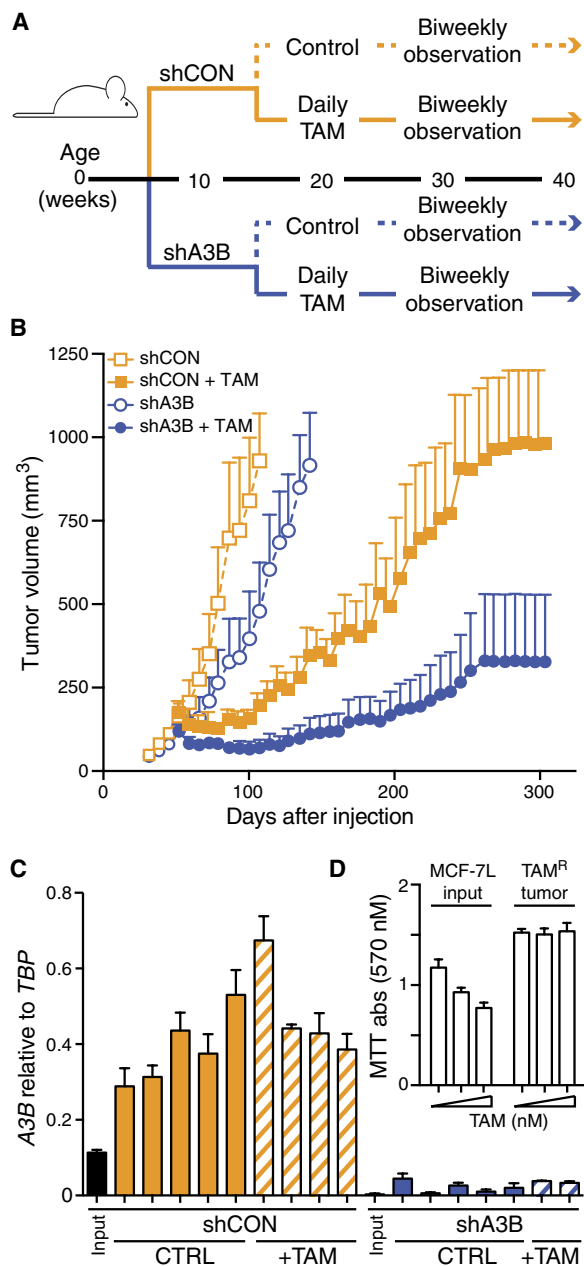 A
shCON
Control
Biweekly
observation
Daily
TAM
Biweekly
observation
Age
0
(weeks)
10
20
30
40
shA3B
Control
Biweekly
observation
Daily
TAM
Biweekly
observation
B
shCON
shCON + TAM
shA3B
shA3B + TAM
1250
1000
750
500
250
0
Tumor volume (mm³)
0
100
200
300
Days after injection
C
0.8
0.6
0.4
0.2
0
A3B relative to TBP
Input
shCON
CTRL
+TAM
Input
shA3B
CTRL
+TAM
D
MCF-7L
input
TAMᴿ
tumor
2
1
0
MTT abs (570 nM)
TAM (nM)